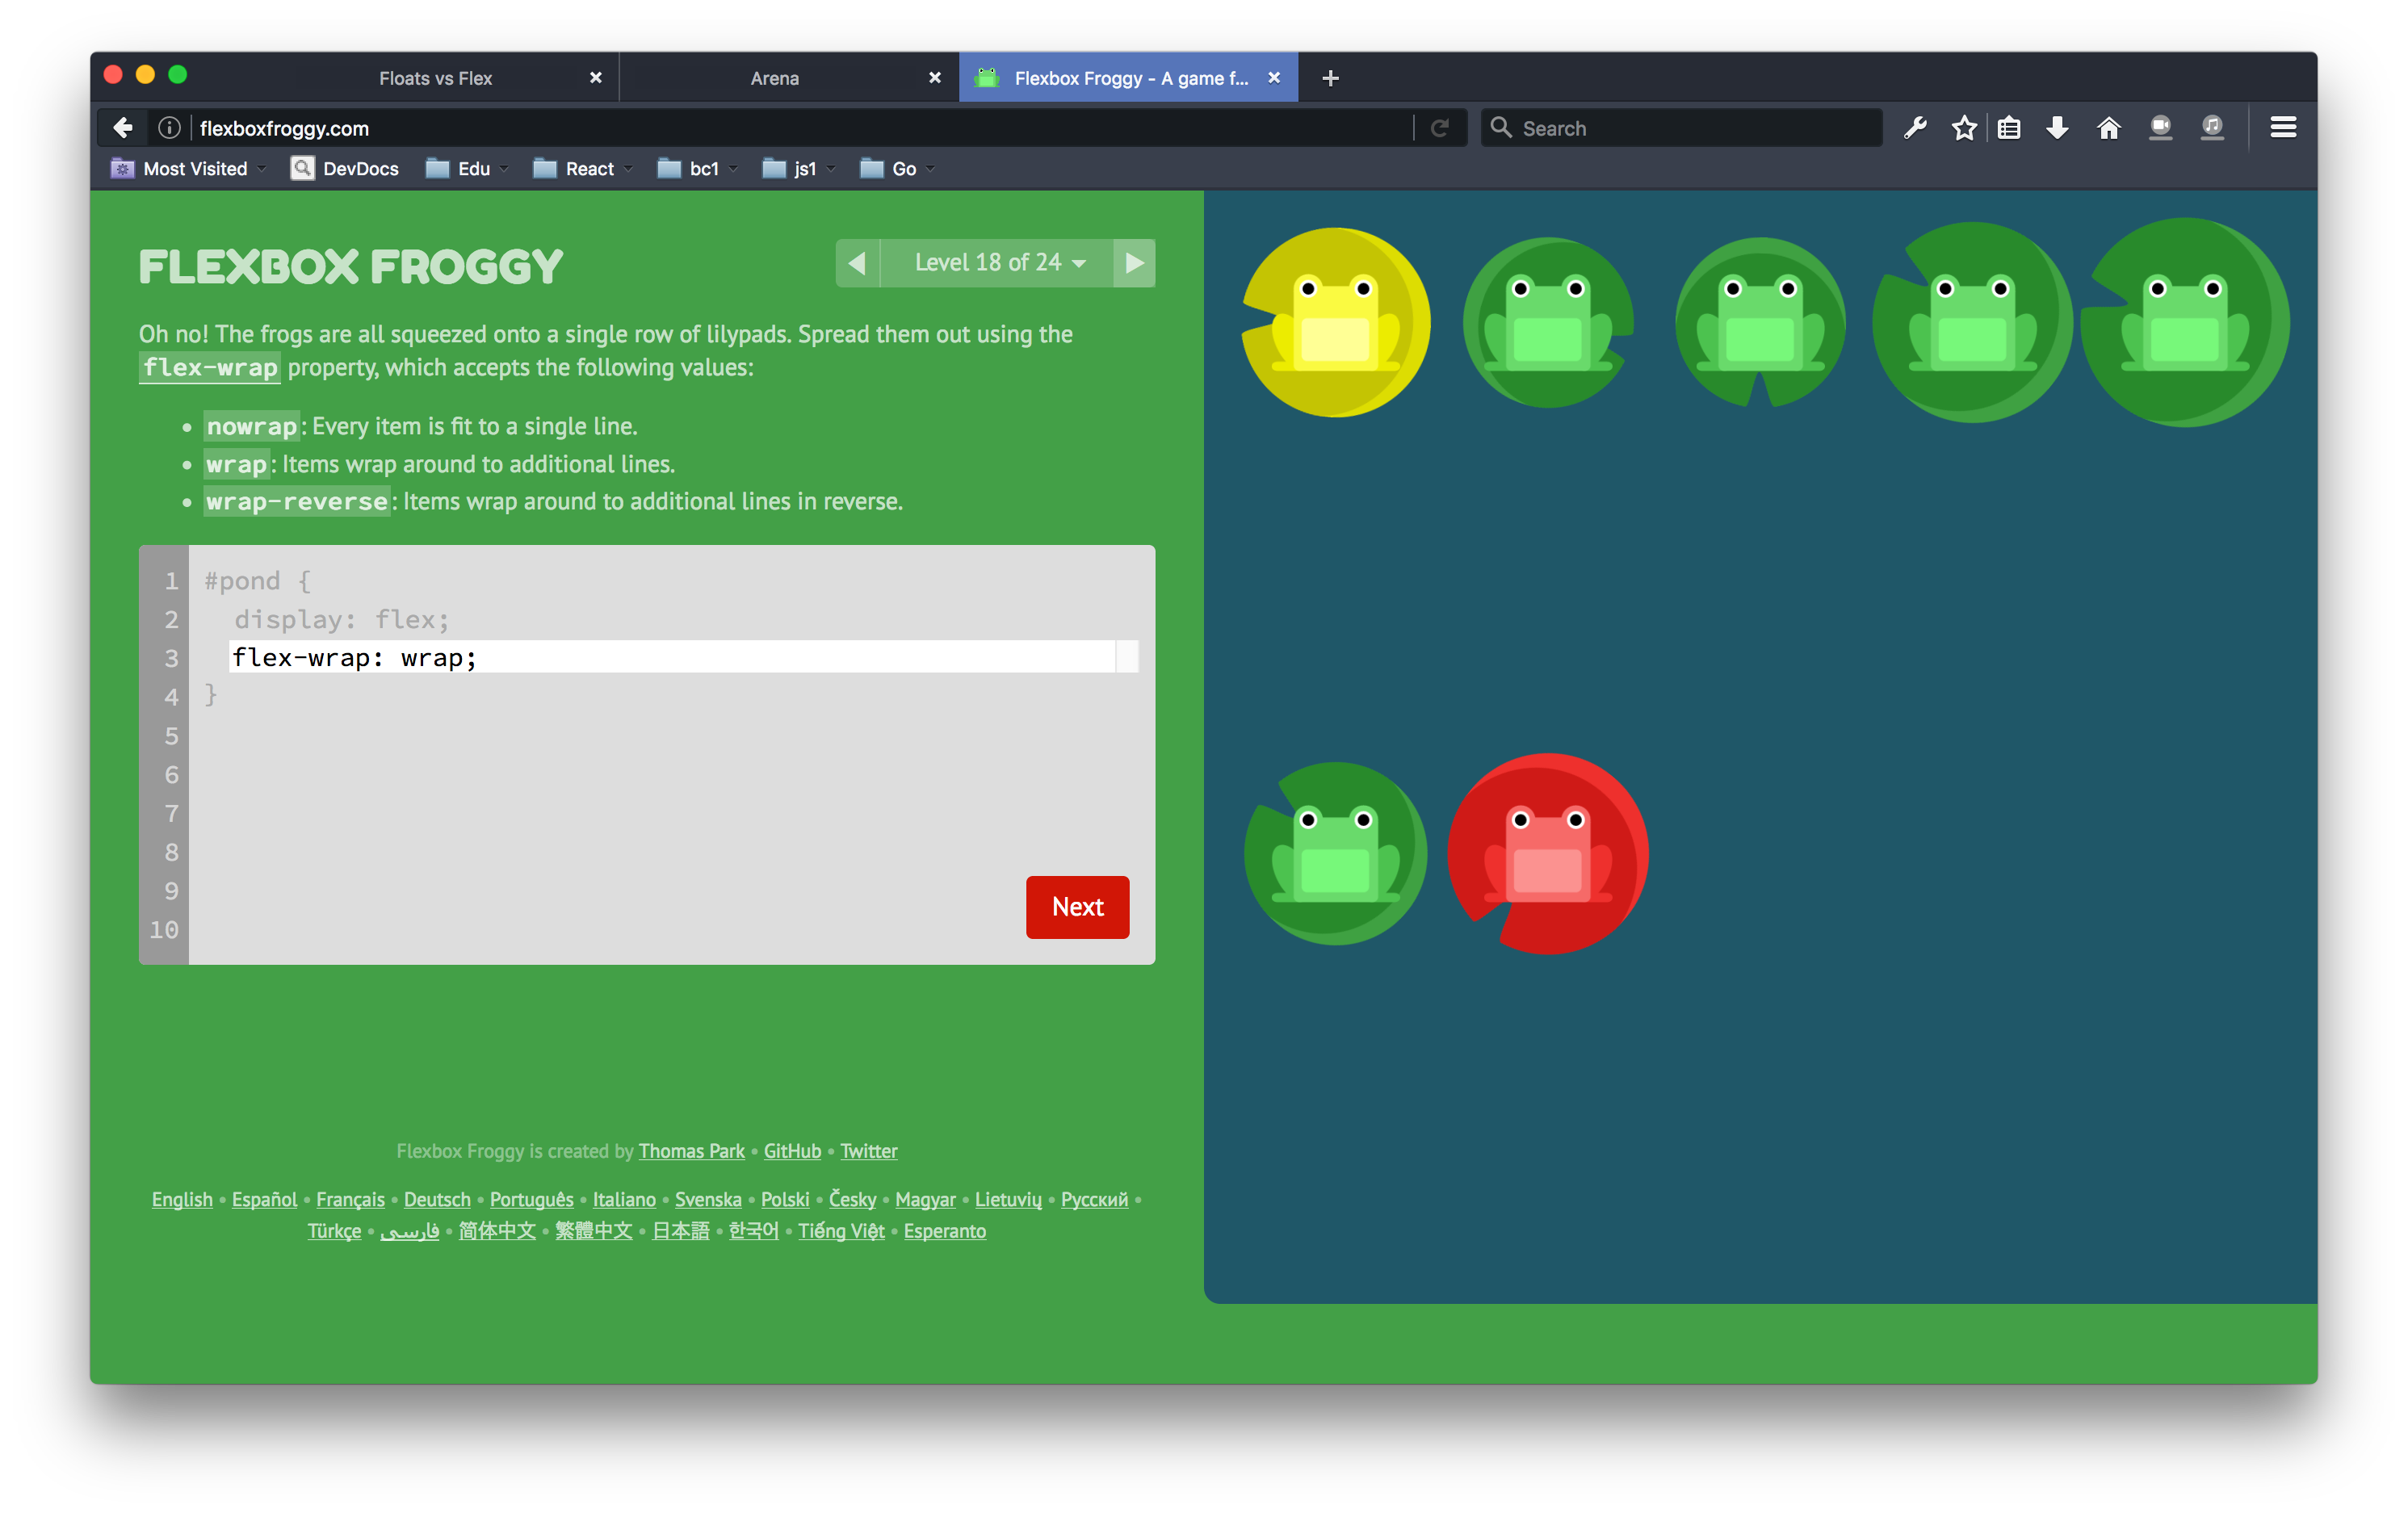 Floats vs Flex
Arena
Flexbox Froggy - A game f...
flexboxfroggy.com
Search
Most Visited
DevDocs
Edu
React
bc1
js1
Go
FLEXBOX FROGGY
Level 18 of 24
Oh no! The frogs are all squeezed onto a single row of lilypads. Spread them out using the
flex-wrap property, which accepts the following values:
• nowrap: Every item is fit to a single line.
• wrap: Items wrap around to additional lines.
• wrap-reverse: Items wrap around to additional lines in reverse.
1 #pond {
2 display: flex;
3 flex-wrap: wrap;
4 }
5
6
7
8
9
10
Next
Flexbox Froggy is created by Thomas Park • GitHub • Twitter
English • Español • Français • Deutsch • Português • Italiano • Svenska • Polski • Česky • Magyar • Lietuvių • Русский •
Türkçe • فارسی • 简体中文 • 繁體中文 • 日本語 • 한국어 • Tiếng Việt • Esperanto